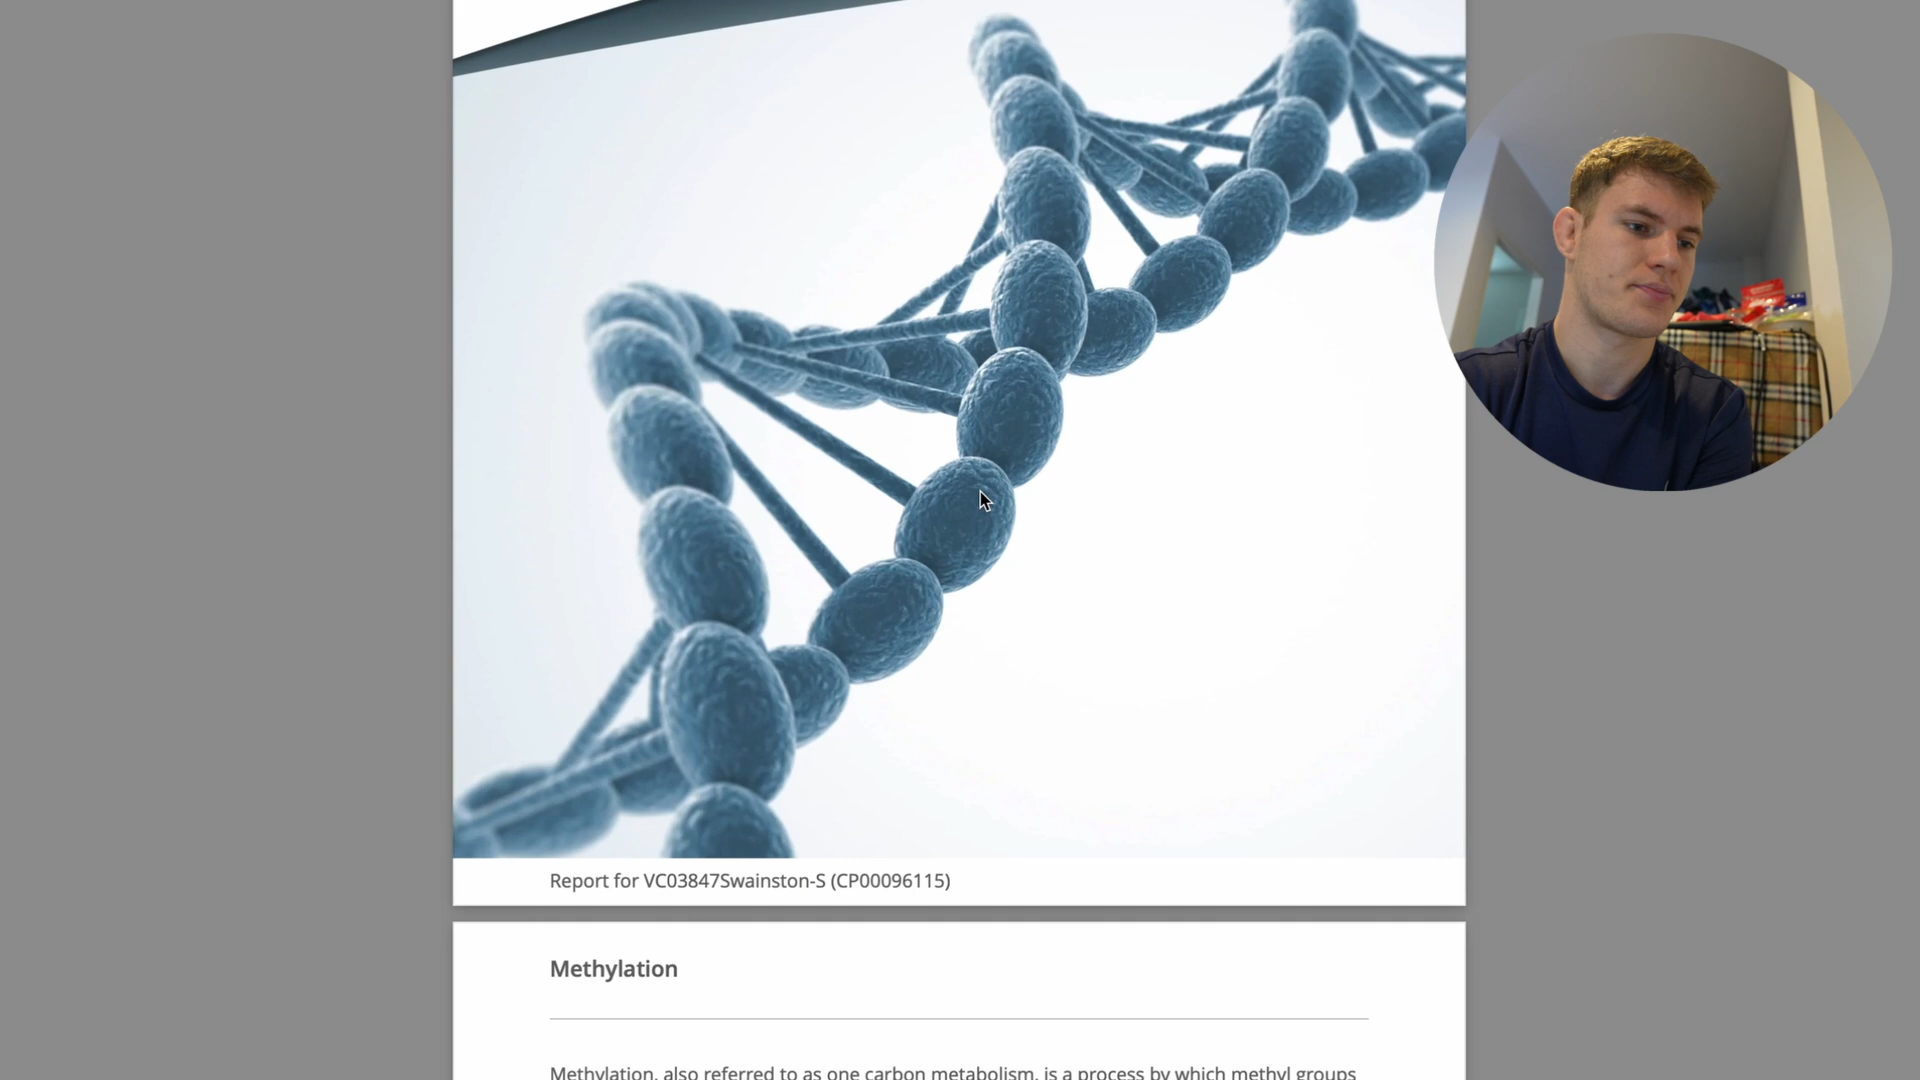 Report for VC03847Swainston-S (CP00096115)
Methylation
Methylation, also referred to as one carbon metabolism, is a process by which methyl groups